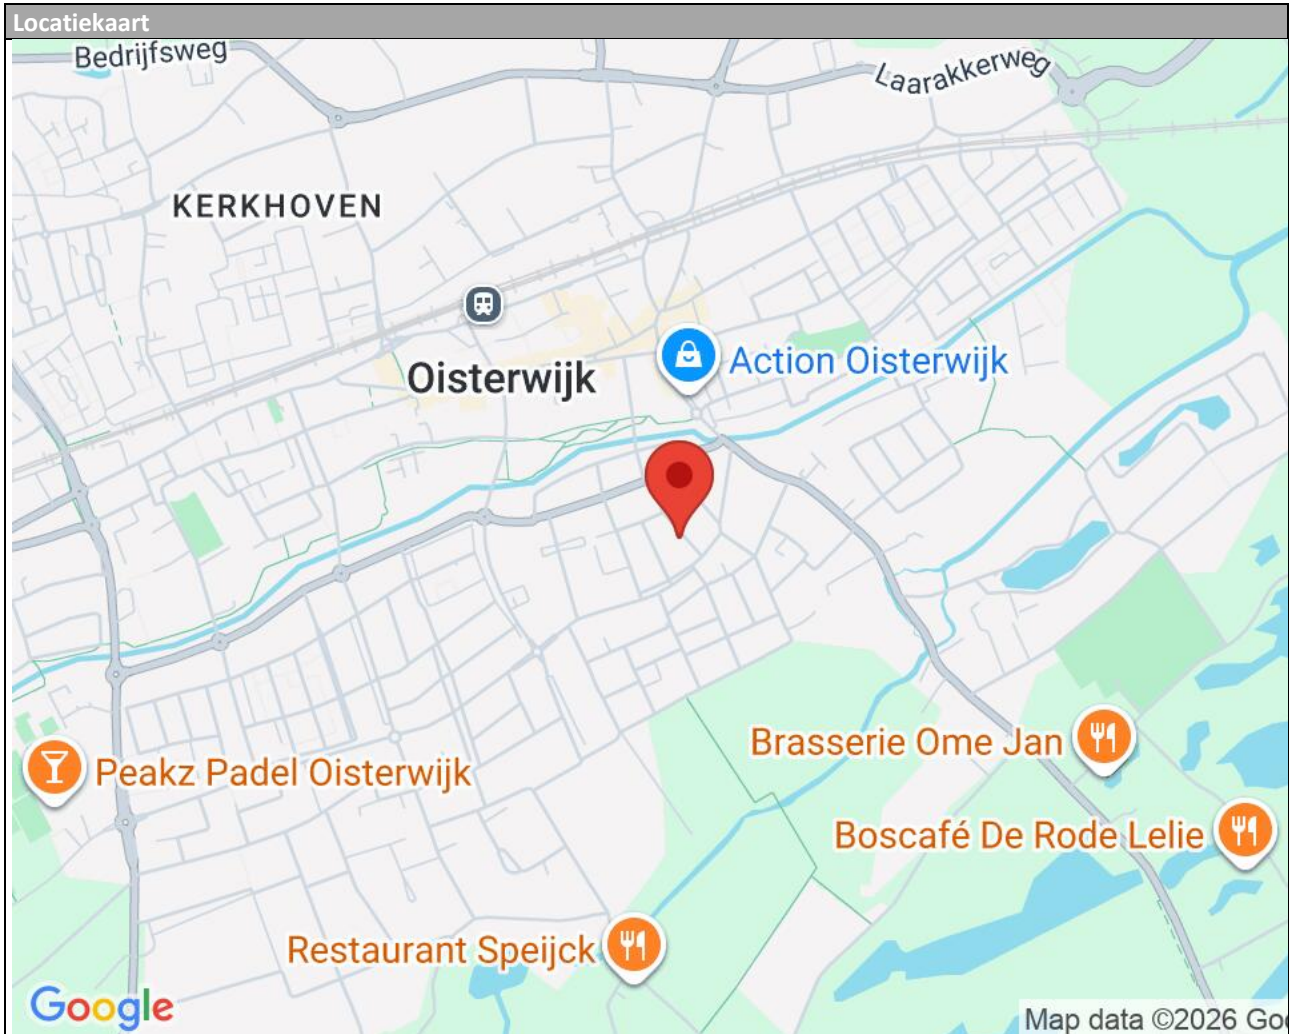 Locatiekaart
Bedrijfsweg
Laarakkerweg
KERKHOVEN
Oisterwijk
Action Oisterwijk
Brasserie Ome Jan
Peakz Padel Oisterwijk
Boscafé De Rode Lelie
Restaurant Speijck
Google
Map data ©2026 Goo